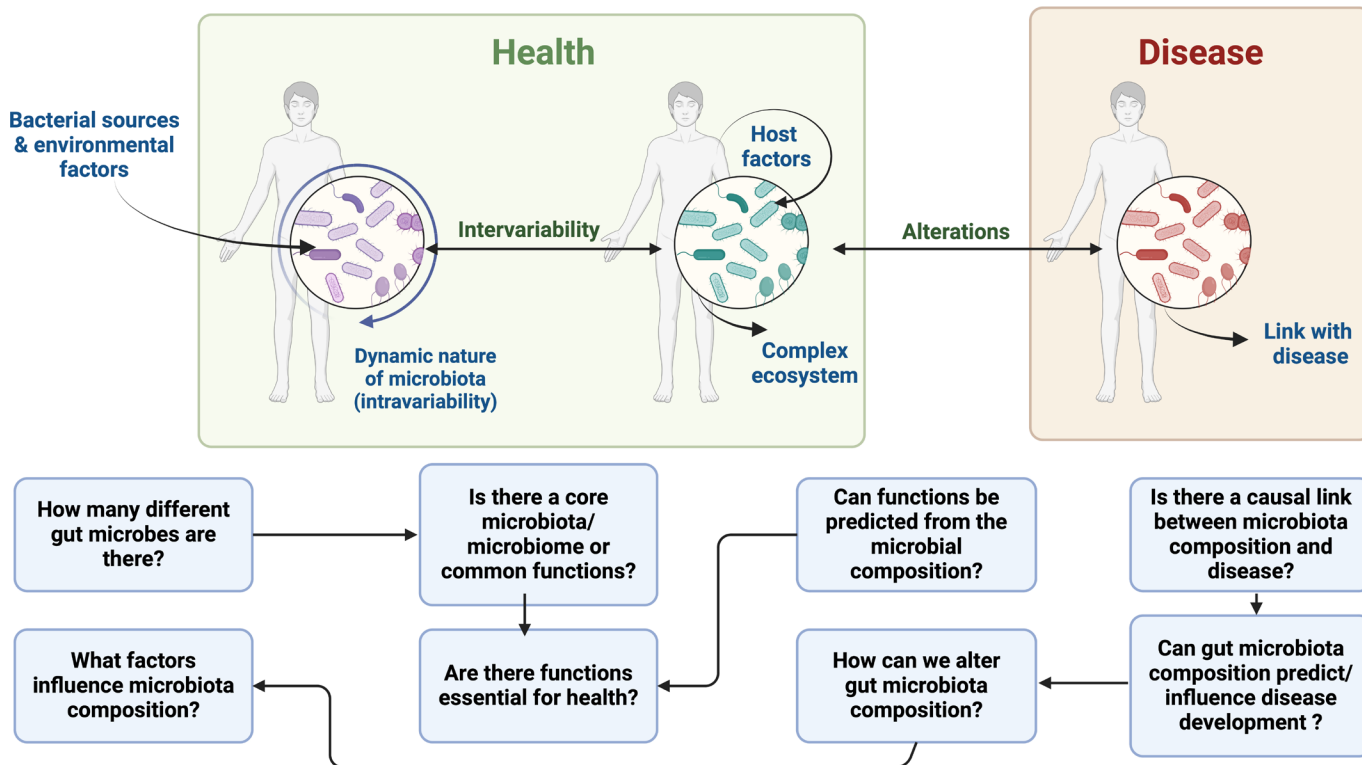 Health
Disease
Bacterial sources
& environmental
factors
Host
factors
Intervariability
Alterations
Dynamic nature
of microbiota
(intravariability)
Complex
ecosystem
Link with
disease
How many different
gut microbes are
there?
Is there a core
microbiota/
microbiome or
common functions?
Can functions be
predicted from the
microbial
composition?
Is there a causal link
between microbiota
composition and
disease?
What factors
influence microbiota
composition?
Are there functions
essential for health?
How can we alter
gut microbiota
composition?
Can gut microbiota
composition predict/
influence disease
development ?